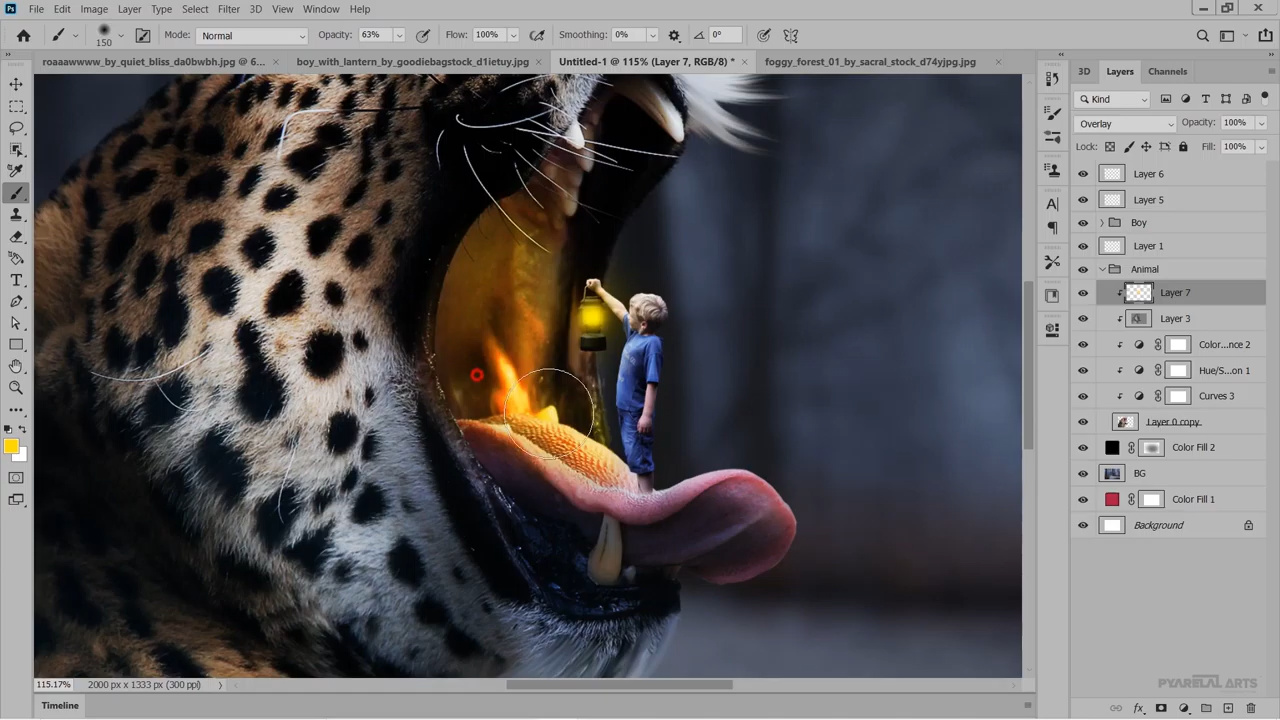 Ps File Edit Image Layer Type Select Filter 3D View Window Help
150 Mode: Normal Opacity: 63% Flow: 100% Smoothing: 0% 0°
roaaawwww_by_quiet_bliss_da0bwbh.jpg @ 6... × boy_with_lantern_by_goodiebagstock_d1ietuy.jpg × Untitled-1 @ 115% (Layer 7, RGB/8) * × foggy_forest_01_by_sacral_stock_d74yjpg.jpg ×
3D Layers Channels
Kind
Overlay Opacity: 100%
Lock: Fill: 100%
Layer 6
Layer 5
Boy
Layer 1
Animal
Layer 7
Layer 3
Color...nce 2
Hue/S...on 1
Curves 3
Layer 0 copy
Color Fill 2
BG
Color Fill 1
Background
PYARELAL ARTS
115.17% 2000 px x 1333 px (300 ppi)
Timeline
fx